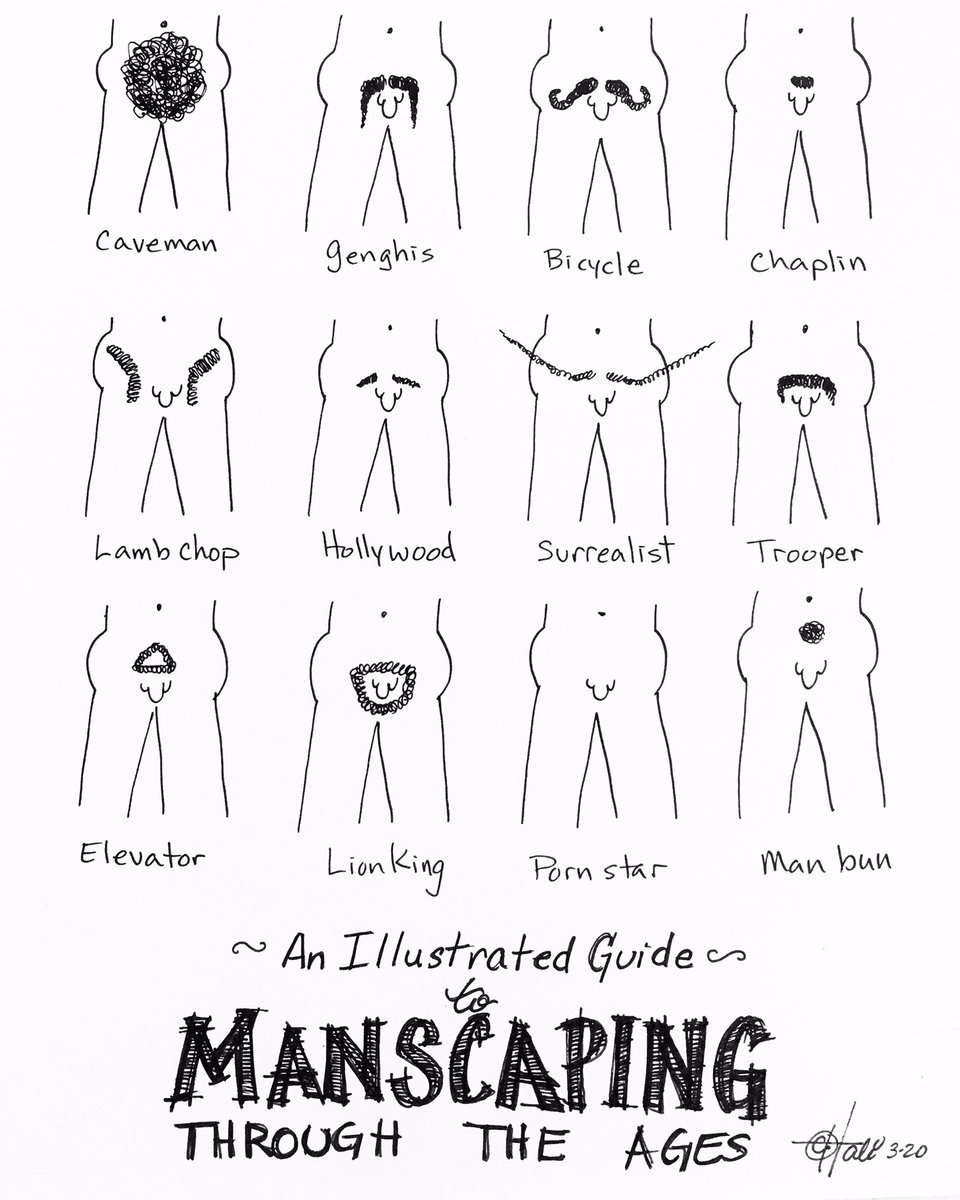 Caveman genghis Bicycle Chaplin
Lamb chop Hollywood Surrealist Trooper
Elevator Lion King Porn star Man bun
~ An Illustrated Guide ~
to
MANSCAPING
THROUGH THE AGES
Hall 3-20